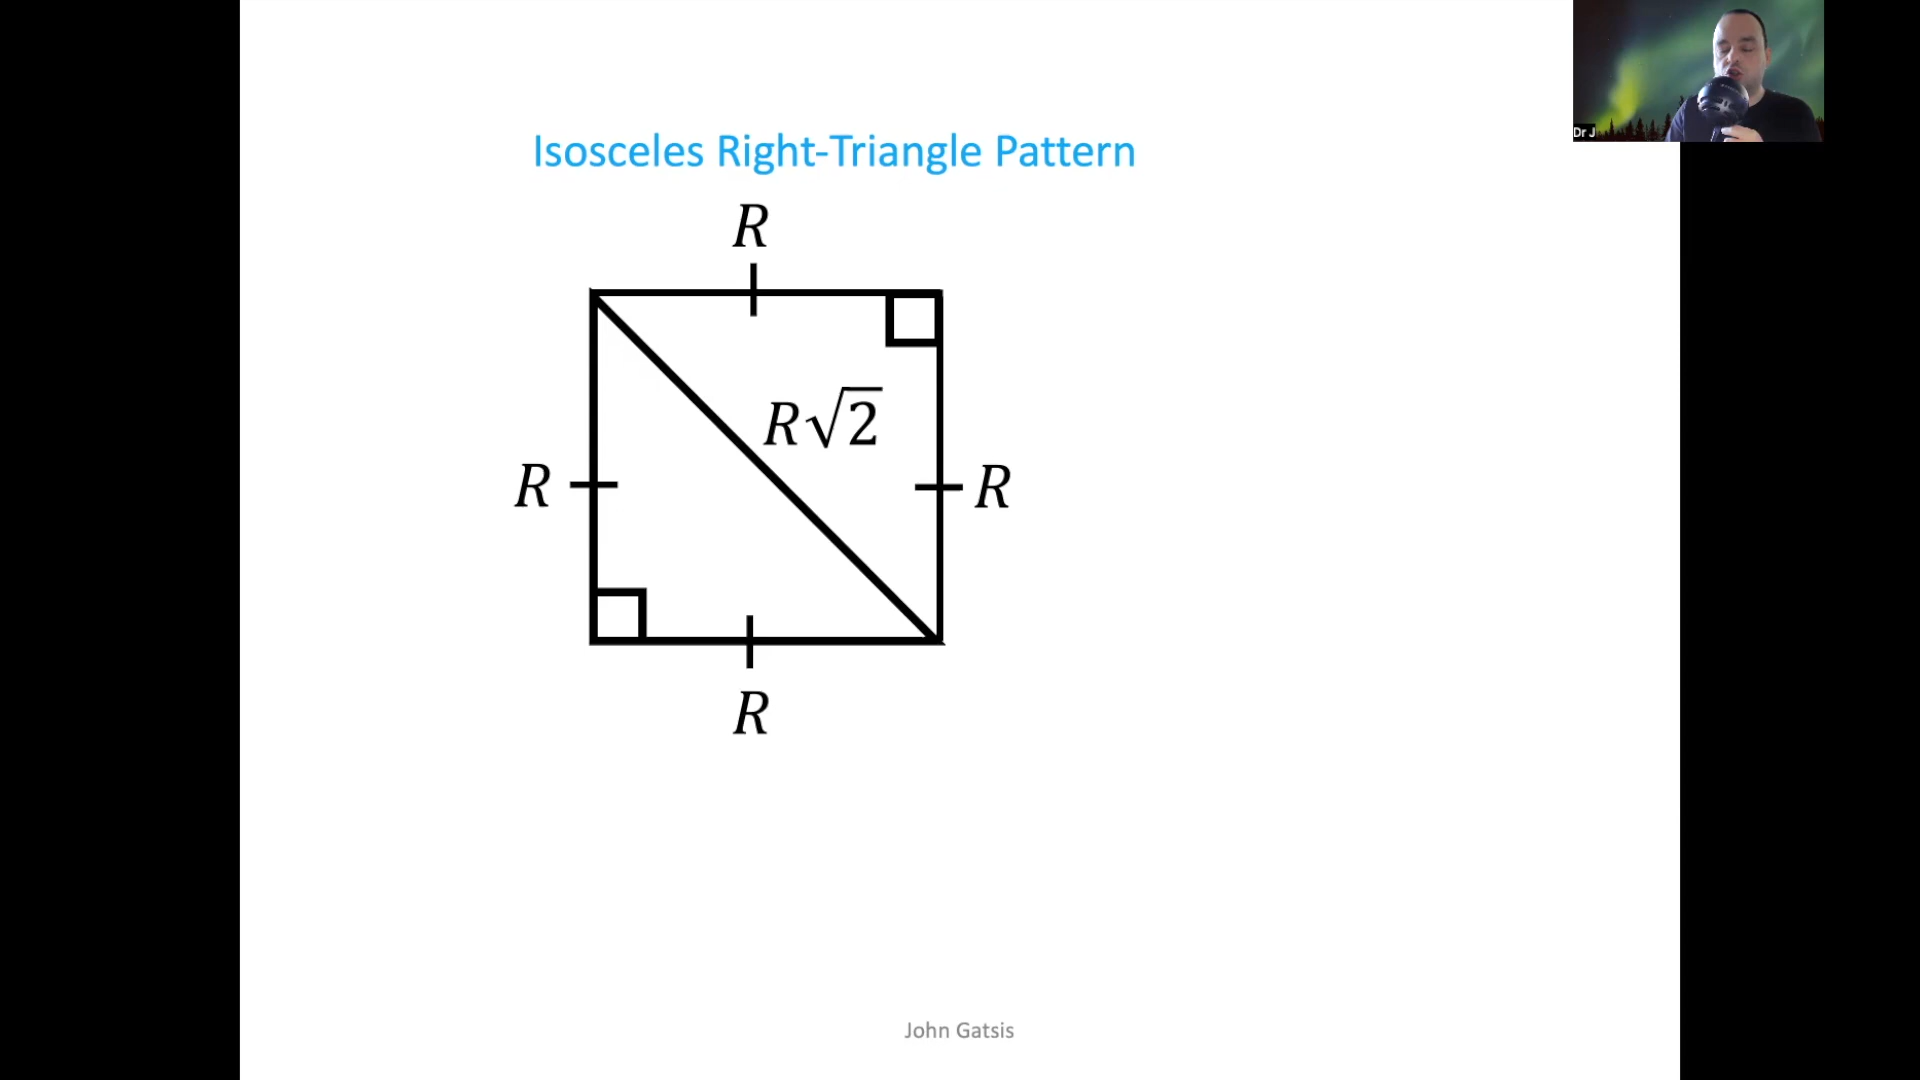 Dr J
Isosceles Right-Triangle Pattern
R
R√2
R
R
R
John Gatsis